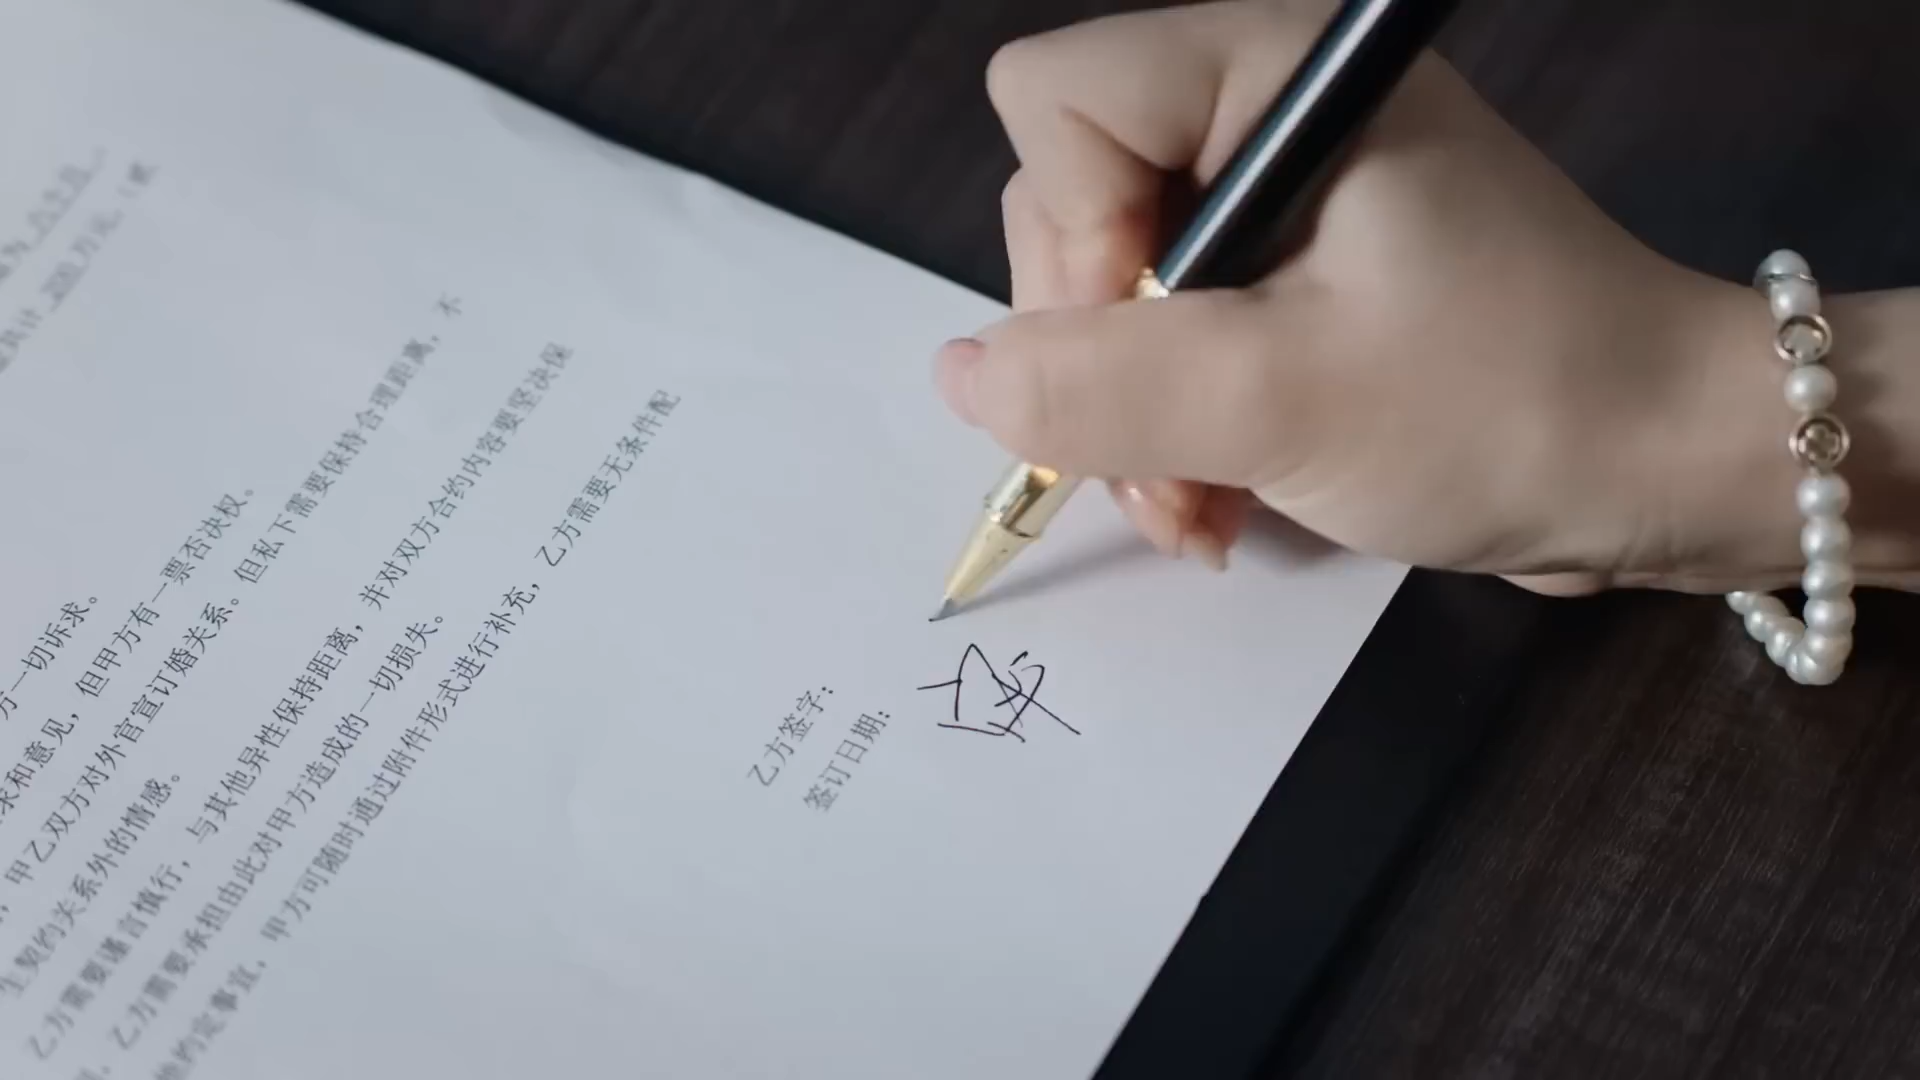 200万元。(税
方一切诉求。
求和意见，但甲方有一票否决权。
，甲乙双方对外官宣订婚关系。但私下需要保持合理距离，不
生契约关系外的情感。
乙方需要谨言慎行，与其他异性保持距离，并对双方合约内容要坚决保
乙方需要承担由此对甲方造成的一切损失。
他约定事宜，甲方可随时通过附件形式进行补充，乙方需要无条件配
乙方签字：
签订日期：